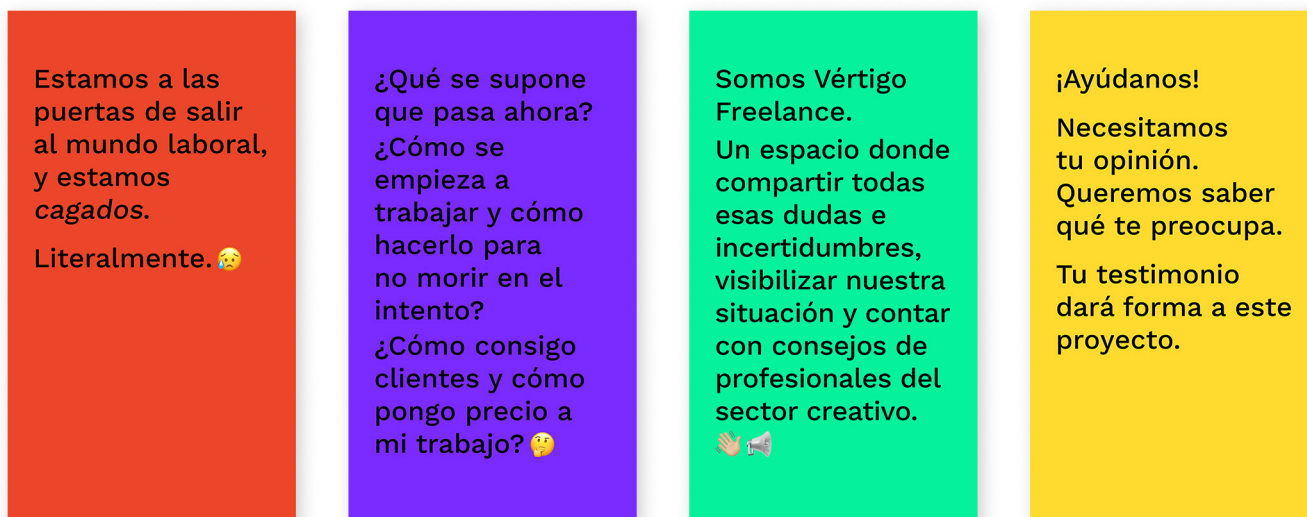 Estamos a las
puertas de salir
al mundo laboral,
y estamos
cagados.
Literalmente. 😥
¿Qué se supone
que pasa ahora?
¿Cómo se
empieza a
trabajar y cómo
hacerlo para
no morir en el
intento?
¿Cómo consigo
clientes y cómo
pongo precio a
mi trabajo? 🤔
Somos Vértigo
Freelance.
Un espacio donde
compartir todas
esas dudas e
incertidumbres,
visibilizar nuestra
situación y contar
con consejos de
profesionales del
sector creativo.
👋🏼📢
¡Ayúdanos!
Necesitamos
tu opinión.
Queremos saber
qué te preocupa.
Tu testimonio
dará forma a este
proyecto.